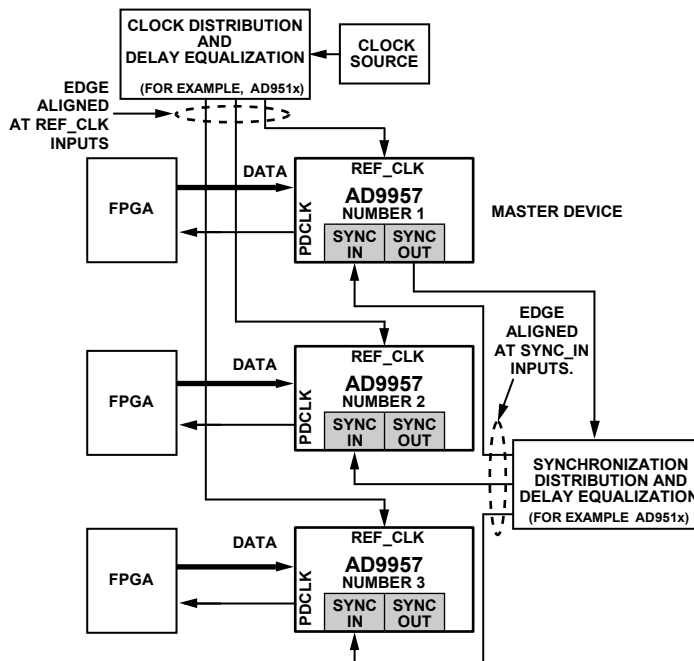 CLOCK DISTRIBUTION
AND
DELAY EQUALIZATION
(FOR EXAMPLE, AD951x)
CLOCK
SOURCE
EDGE
ALIGNED
AT REF_CLK
INPUTS
FPGA
DATA
REF_CLK
AD9957
NUMBER 1
PDCLK
SYNC
IN
SYNC
OUT
MASTER DEVICE
FPGA
DATA
REF_CLK
AD9957
NUMBER 2
PDCLK
SYNC
IN
SYNC
OUT
EDGE
ALIGNED
AT SYNC_IN
INPUTS.
SYNCHRONIZATION
DISTRIBUTION AND
DELAY EQUALIZATION
(FOR EXAMPLE AD951x)
FPGA
DATA
REF_CLK
AD9957
NUMBER 3
PDCLK
SYNC
IN
SYNC
OUT